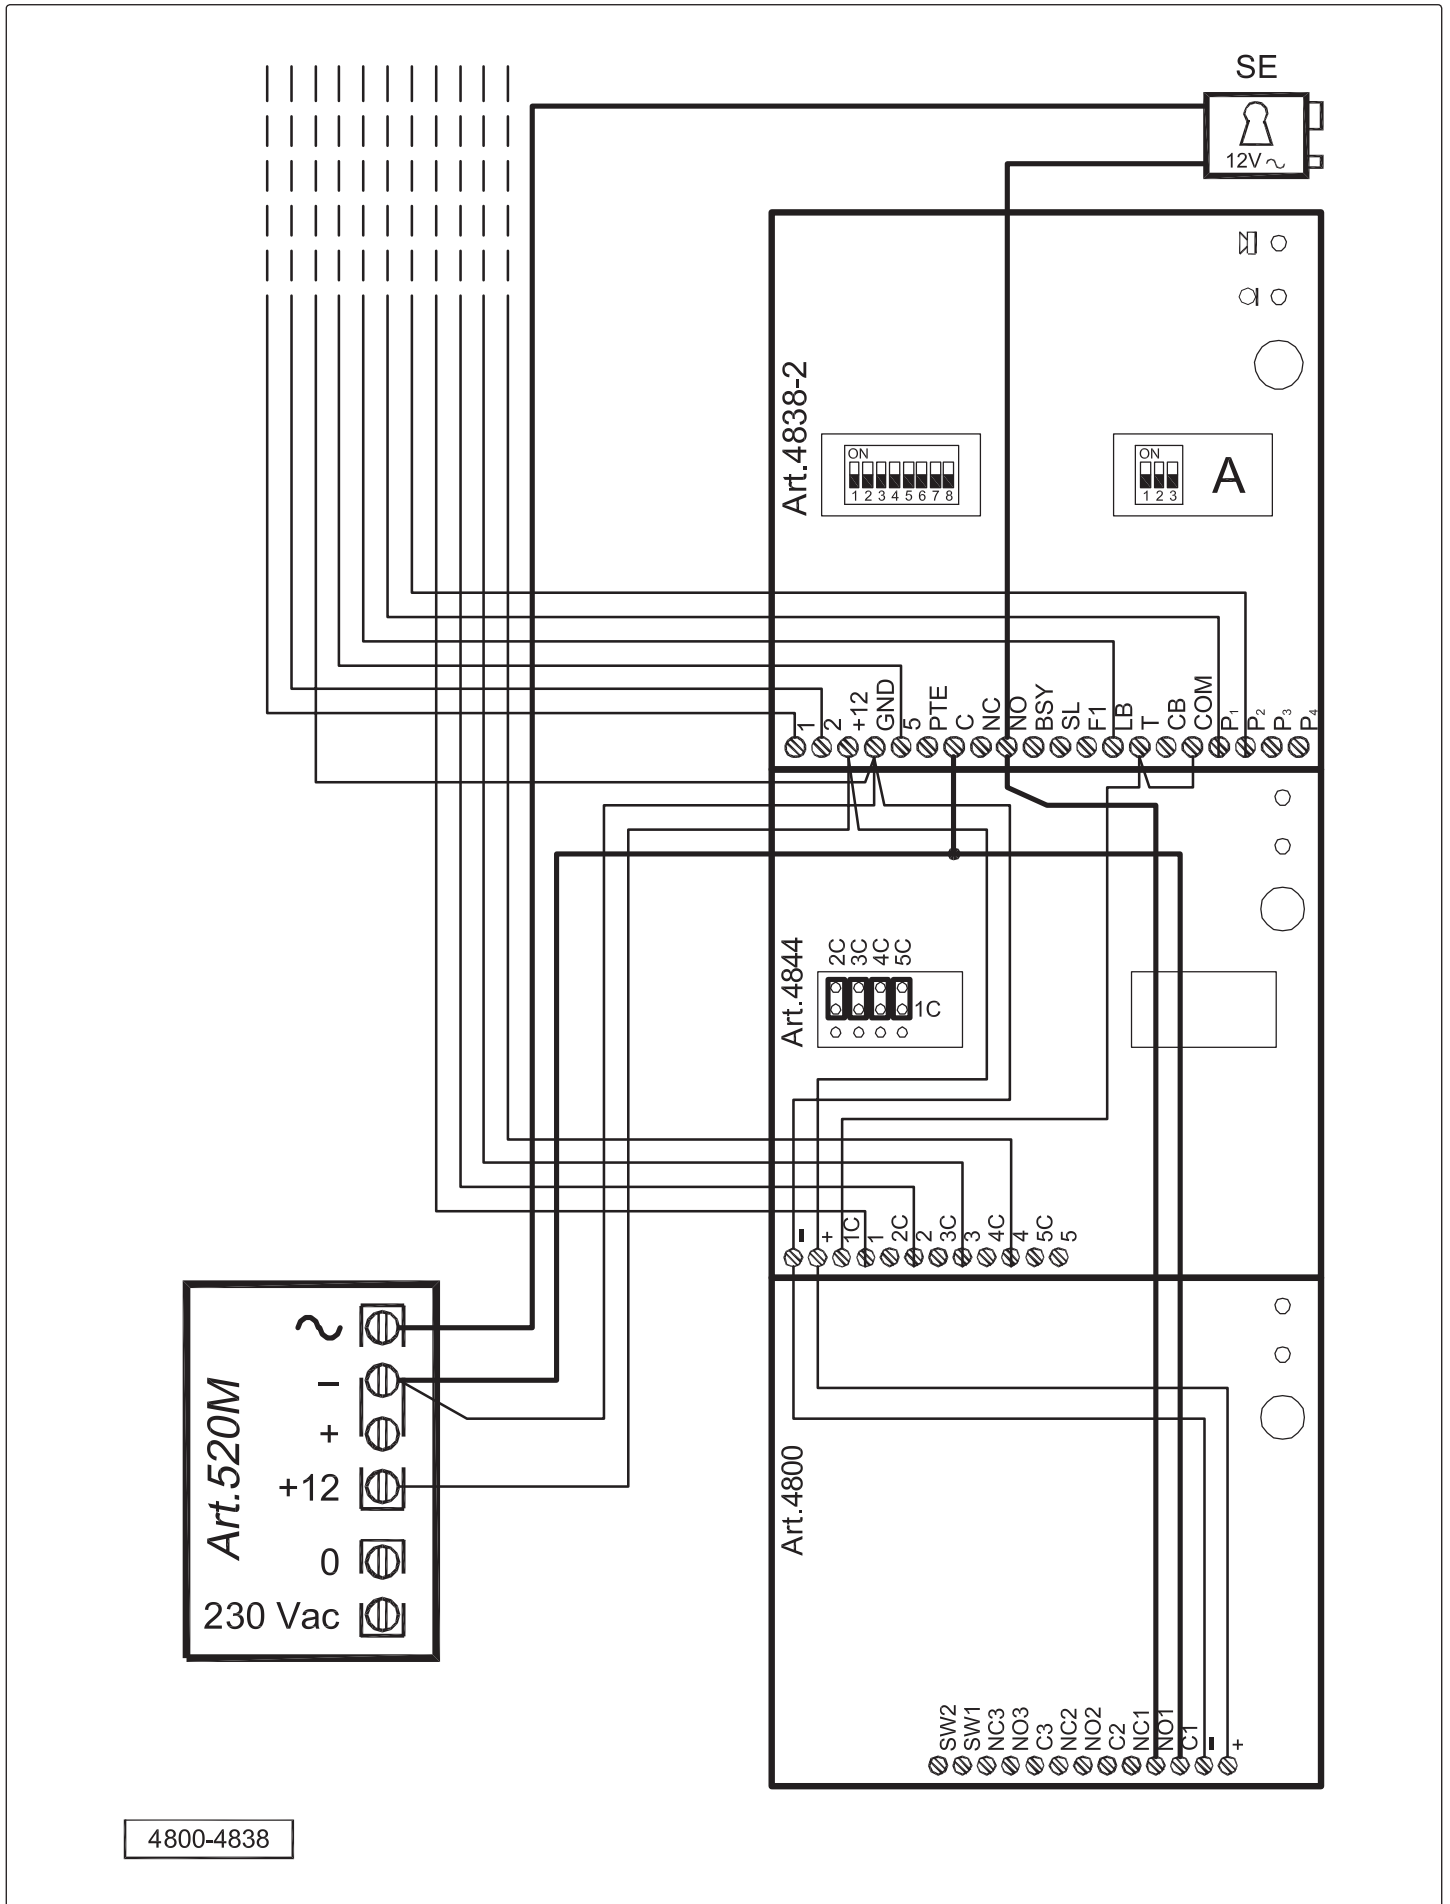 SE
12V ~
Art.4838-2
ON
1 2 3 4 5 6 7 8
ON
1 2 3
A
1
2
+12
GND
5
PTE
C
NC
NO
BSY
SL
F1
LB
T
CB
COM
P1
P2
P3
P4
Art.4844
2C
3C
4C
5C
1C
-
+
1C
1
2C
2
3C
3
4C
4
5C
5
Art.520M
~
-
+
+12
0
230 Vac
Art.4800
SW2
SW1
NC3
NO3
C3
NC2
NO2
C2
NC1
NO1
C1
-
+
4800-4838